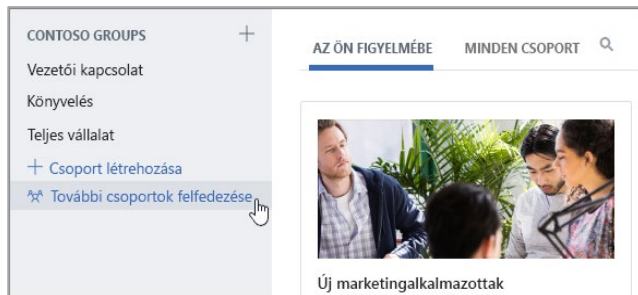 CONTOSO GROUPS
Vezetői kapcsolat
Könyvelés
Teljes vállalat
+ Csoport létrehozása
További csoportok felfedezése
AZ ÖN FIGYELMÉBE MINDEN CSOPORT
Új marketingalkalmazottak